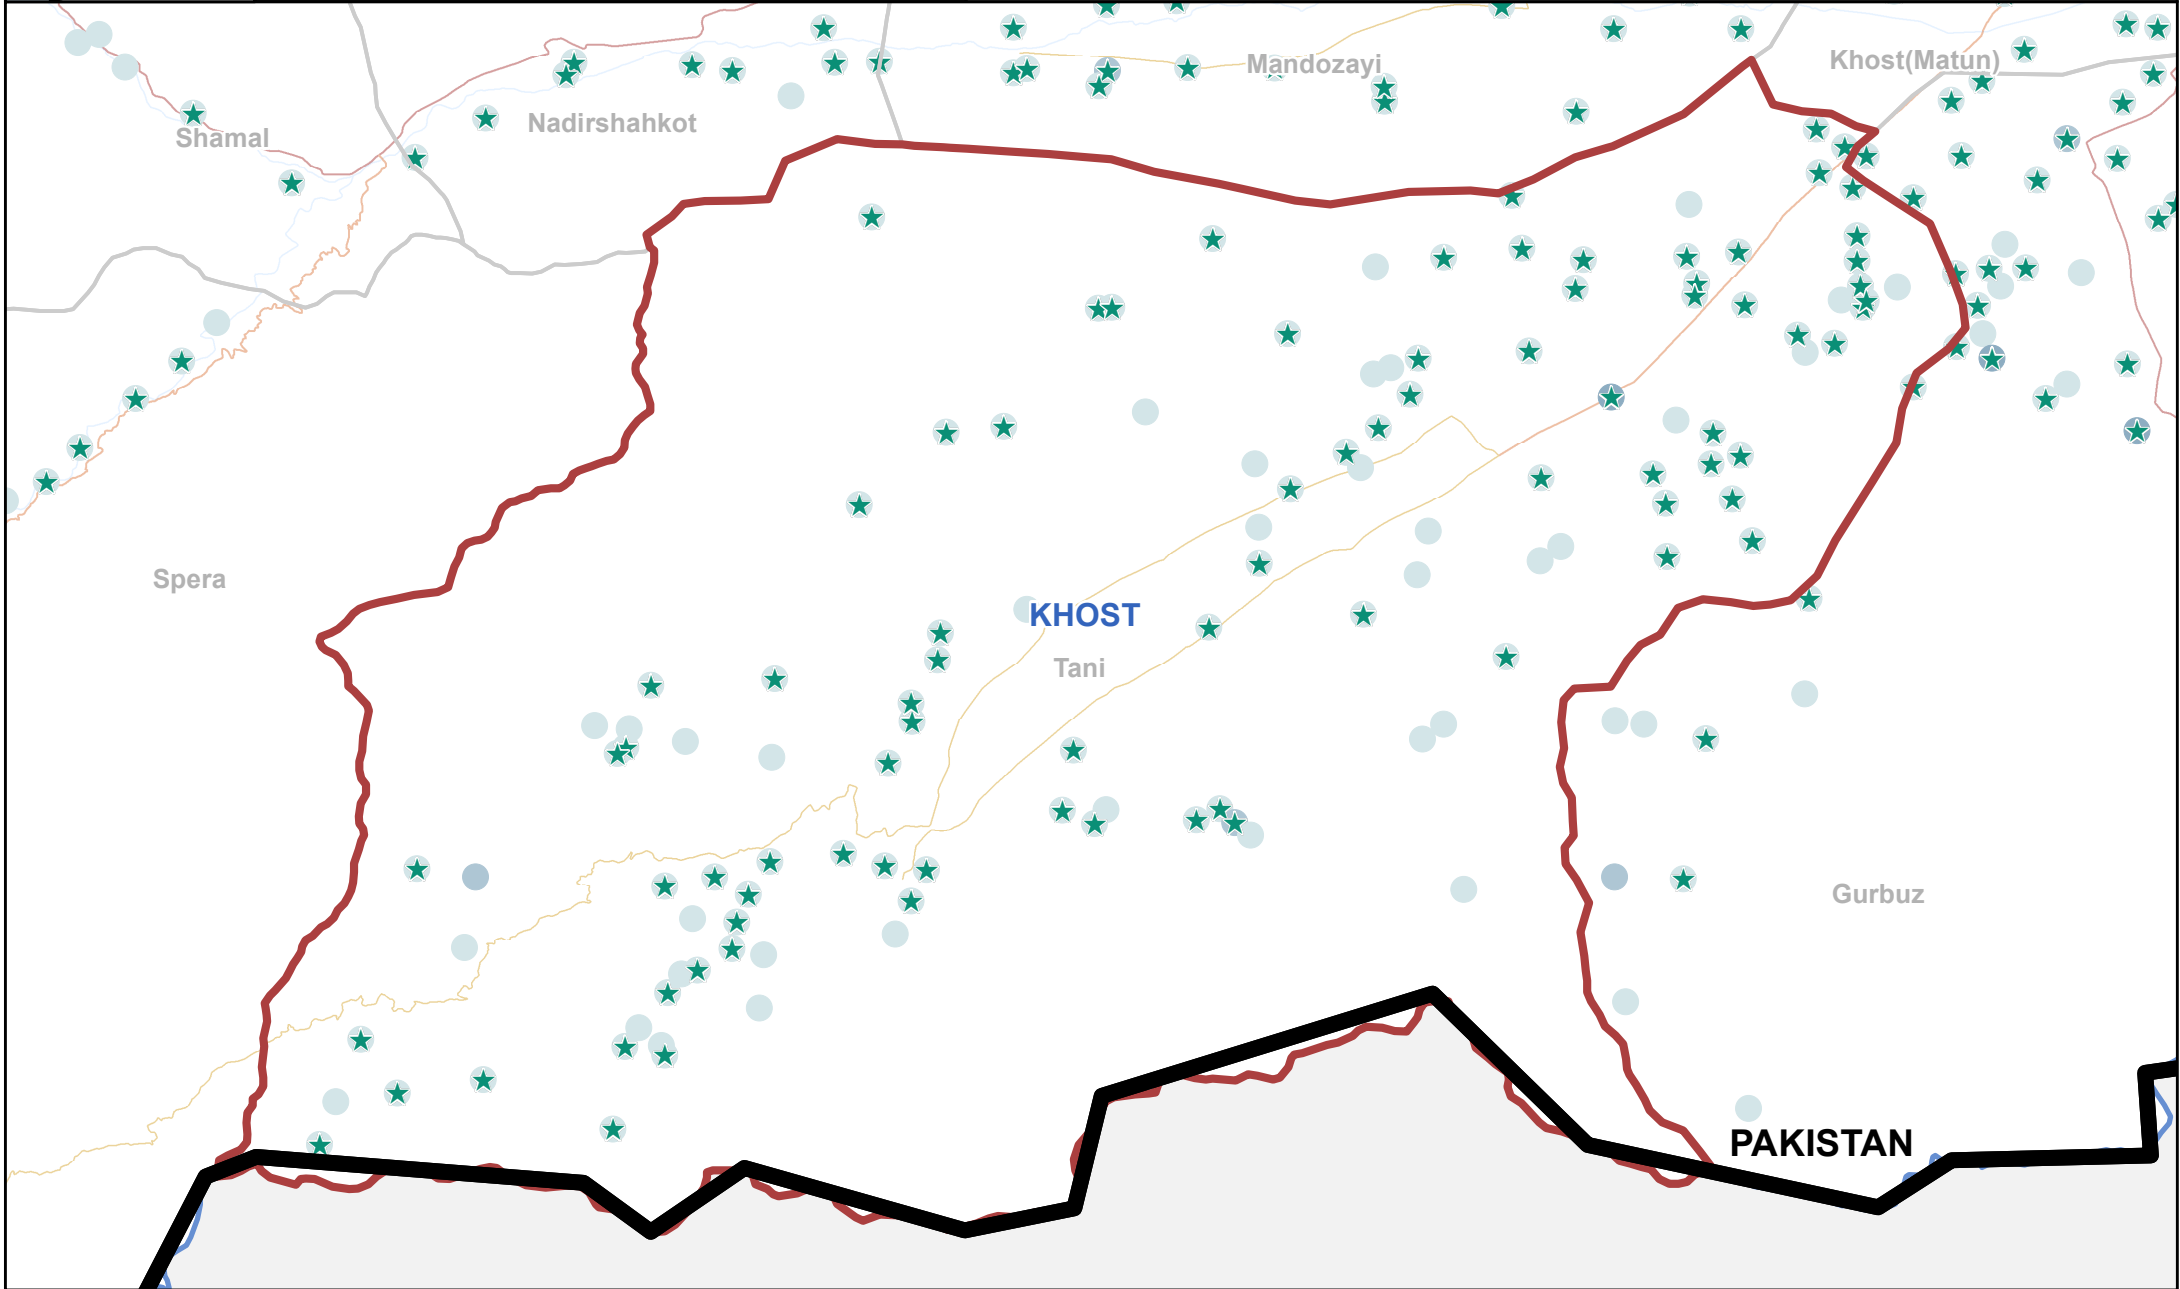 Khost(Matun)
Mandozayi
Nadirshahkot
Shamal
Spera
KHOST
Tani
Gurbuz
PAKISTAN